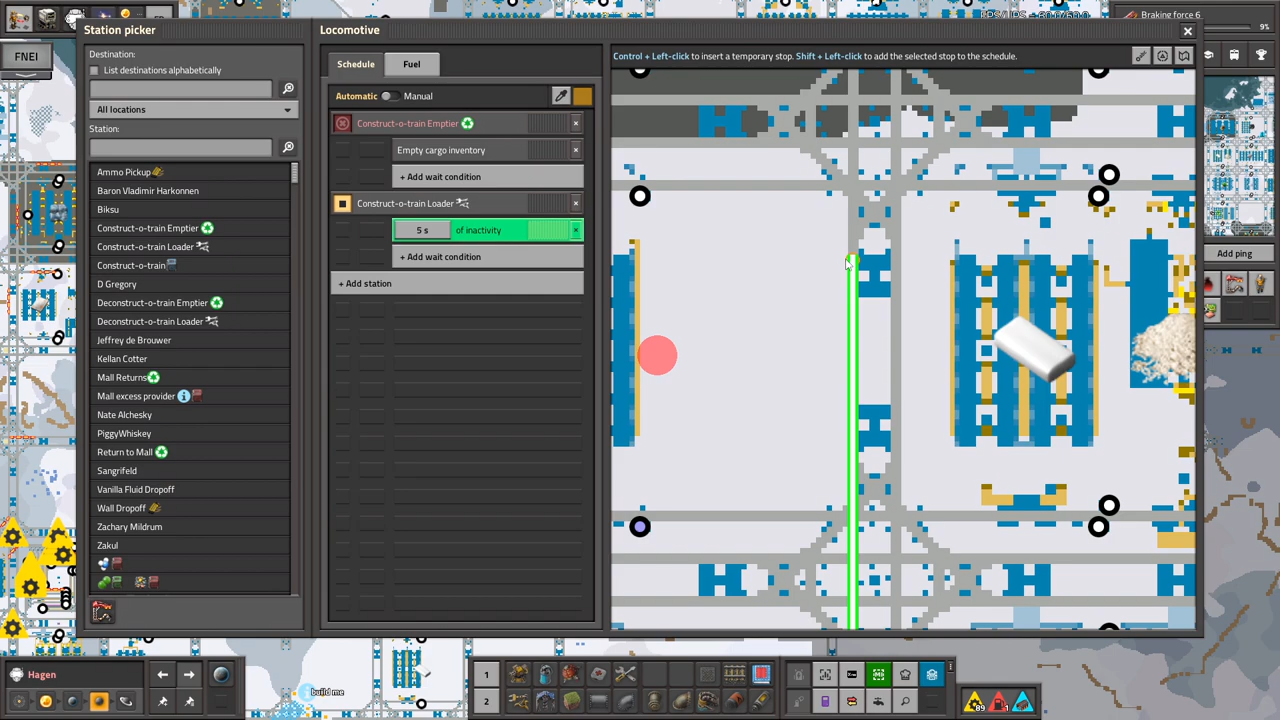 Station picker
Destination:
List destinations alphabetically
All locations
Station:
Ammo Pickup
Baron Vladimir Harkonnen
Biksu
Construct-o-train Emptier
Construct-o-train Loader
Construct-o-train
D Gregory
Deconstruct-o-train Emptier
Deconstruct-o-train Loader
Jeffrey de Brouwer
Kellan Cotter
Mall Returns
Mall excess provider
Nate Alchesky
PiggyWhiskey
Return to Mall
Sangrifeld
Vanilla Fluid Dropoff
Wall Dropoff
Zachary Mildrum
Zakul
Locomotive
Schedule
Fuel
Automatic
Manual
Construct-o-train Emptier
Empty cargo inventory
+ Add wait condition
Construct-o-train Loader
5 s
of inactivity
+ Add wait condition
+ Add station
Control + Left-click to insert a temporary stop. Shift + Left-click to add the selected stop to the schedule.
FNEI
Braking force 6
9%
Add ping
Hagen
build me
1
2
89